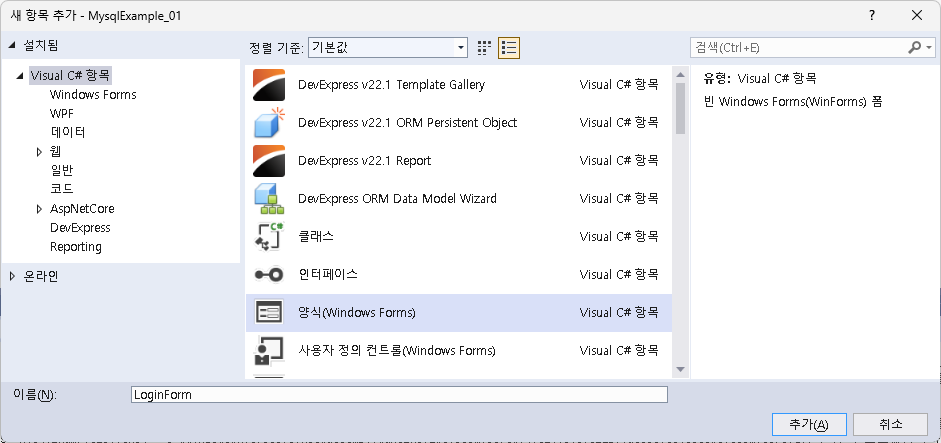 새 항목 추가 - MysqlExample_01
설치됨
정렬 기준: 기본값
검색(Ctrl+E)
Visual C# 항목
Windows Forms
WPF
데이터
웹
일반
코드
AspNetCore
DevExpress
Reporting
온라인
DevExpress v22.1 Template Gallery Visual C# 항목
DevExpress v22.1 ORM Persistent Object Visual C# 항목
DevExpress v22.1 Report Visual C# 항목
DevExpress ORM Data Model Wizard Visual C# 항목
클래스 Visual C# 항목
인터페이스 Visual C# 항목
양식(Windows Forms) Visual C# 항목
사용자 정의 컨트롤(Windows Forms) Visual C# 항목
유형: Visual C# 항목
빈 Windows Forms(WinForms) 폼
이름(N): LoginForm
추가(A) 취소